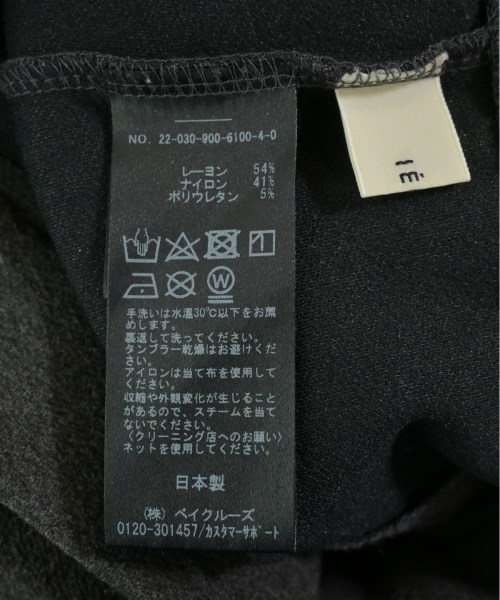 NO. 22-030-900-6100-4-0
レーヨン 54%
ナイロン 41%
ポリウレタン 5%
W
手洗いは水温30℃以下をお薦
めします。
裏返して洗ってください。
タンブラー乾燥はお避けくだ
さい。
アイロンは当て布を使用して
ください。
収縮や外観変化が生じること
があるので、スチームを当て
ないでください。
〈クリーニング店へのお願い〉
ネットを使用してください。
日本製
(株) ベイクルーズ
0120-301457/カスタマーサポート